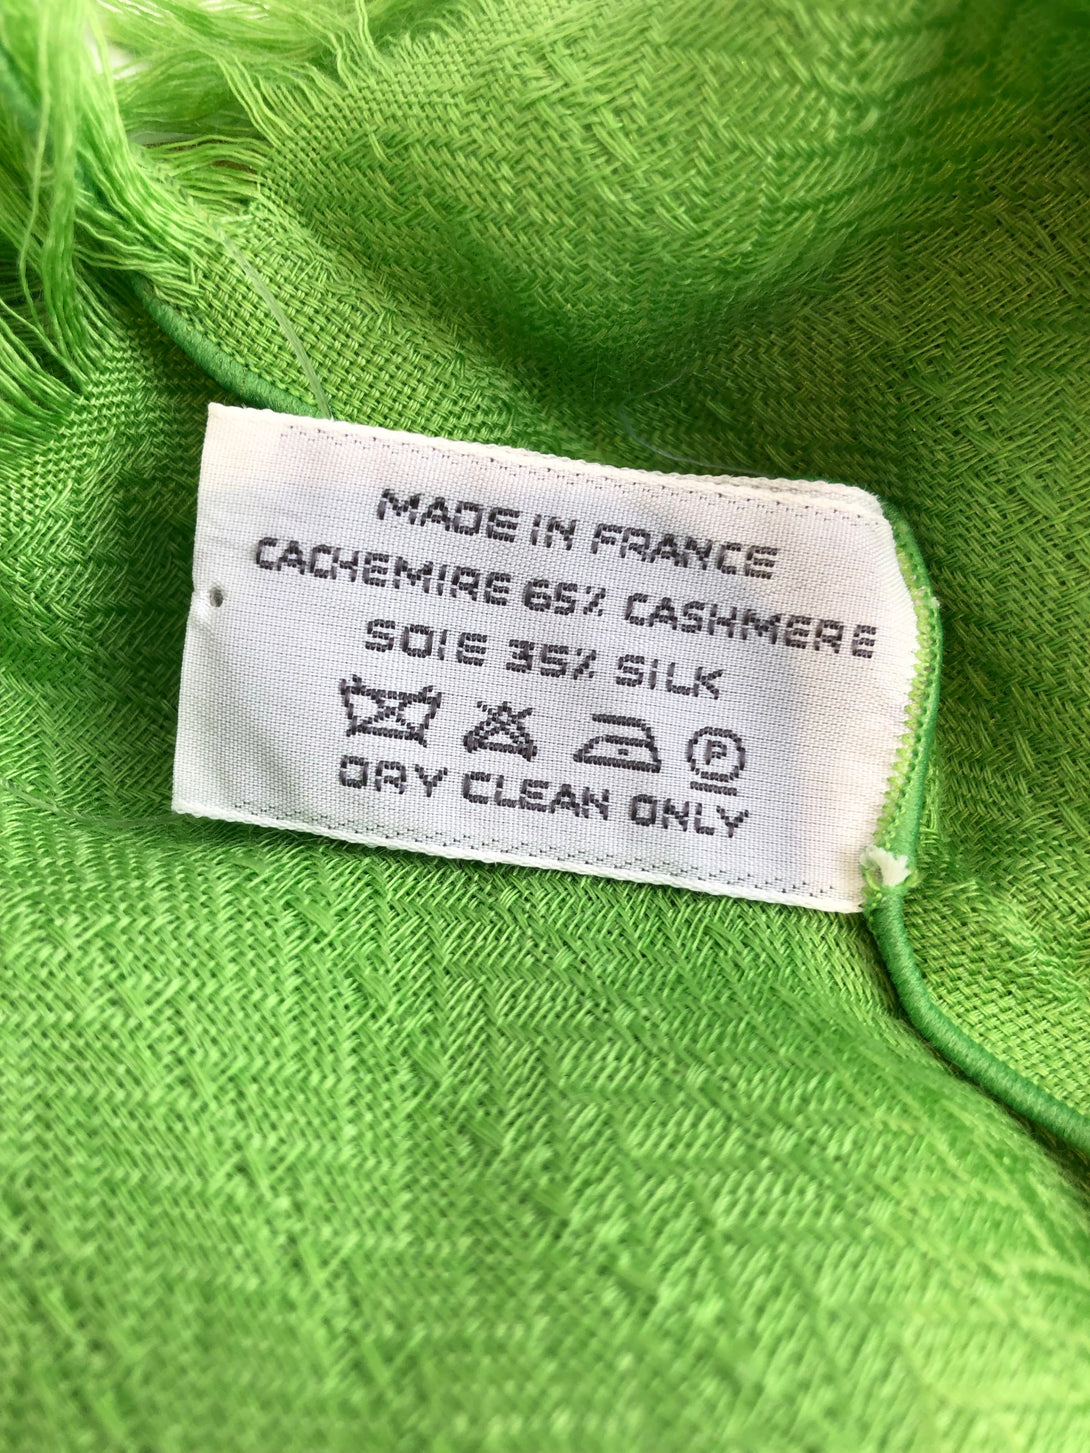 MADE IN FRANCE
CACHEMIRE 65% CASHMERE
SOIE 35% SILK
P
DRY CLEAN ONLY